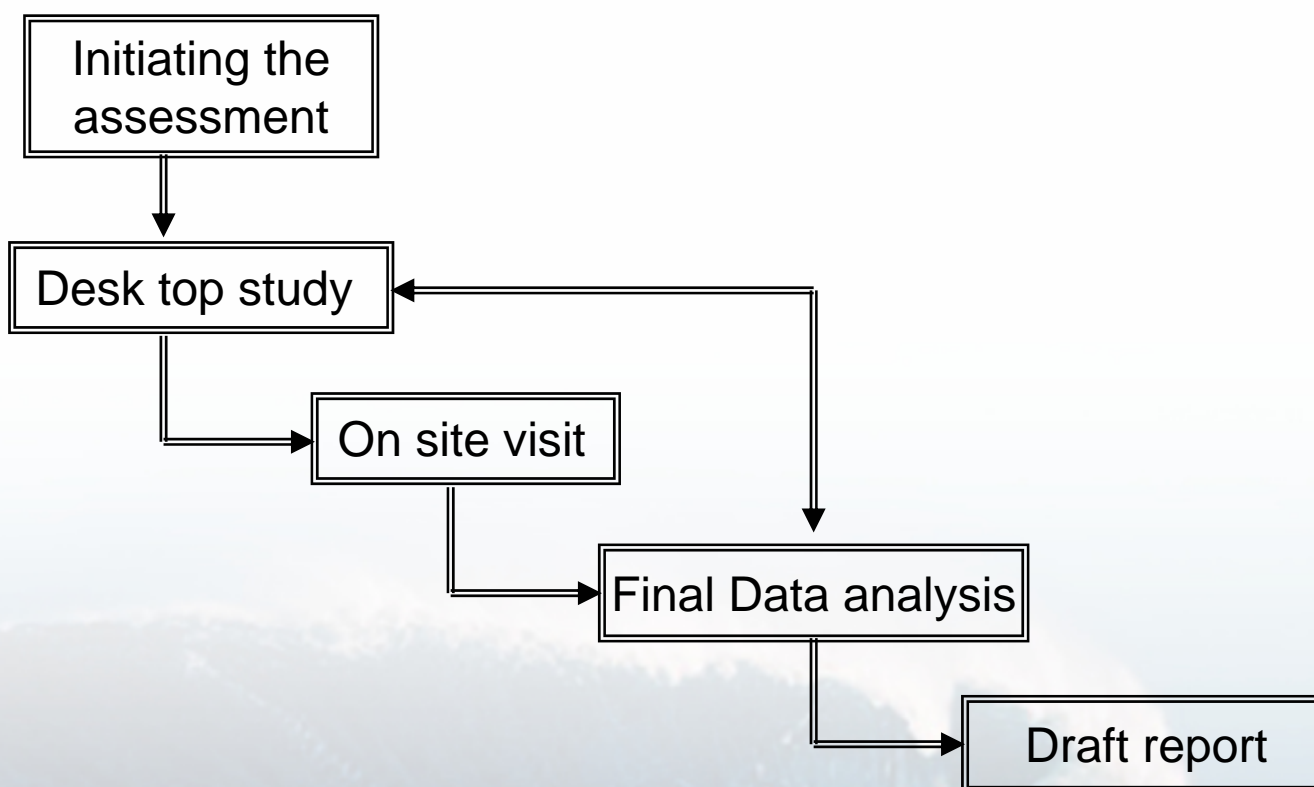 Initiating the
assessment
Desk top study
On site visit
Final Data analysis
Draft report